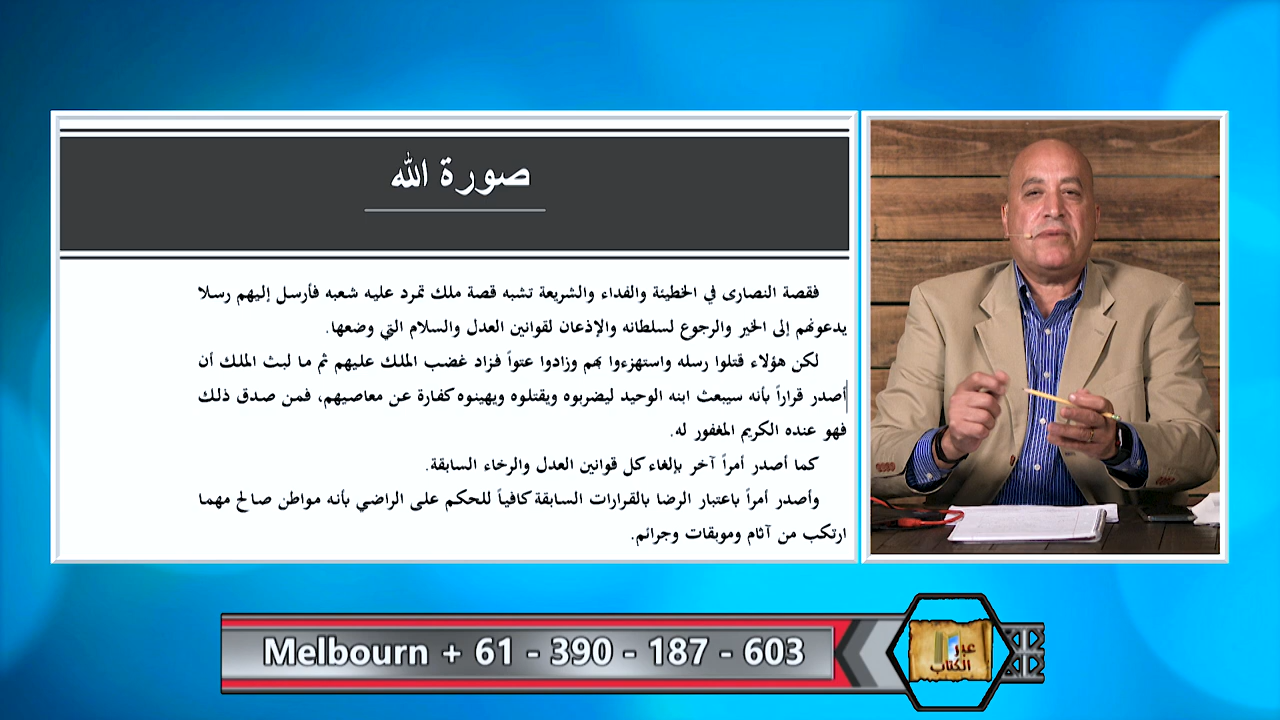 صورة الله
فقصة النصارى في الخطيئة والفداء والشريعة تشبه قصة ملك تمرد عليه شعبه فأرسل إليهم رسلا
يدعونهم إلى الخير والرجوع لسلطانه والإذعان لقوانين العدل والسلام التي وضعها.
لكن هؤلاء قتلوا رسله واستهزءوا بهم وزادوا عتواً فزاد غضب الملك عليهم ثم ما لبث الملك أن
أصدر قراراً بأنه سيبعث ابنه الوحيد ليضربوه ويقتلوه ويهينوه كفارة عن معاصيهم، فمن صدق ذلك
فهو عنده الكريم المغفور له.
كما أصدر أمراً آخر بإلغاء كل قوانين العدل والرخاء السابقة.
وأصدر أمراً باعتبار الرضا بالقرارات السابقة كافياً للحكم على الراضي بأنه مواطن صالح مهما
ارتكب من آثام وموبقات وجرائم.
Melbourn + 61 - 390 - 187 - 603
عبر
الكتاب